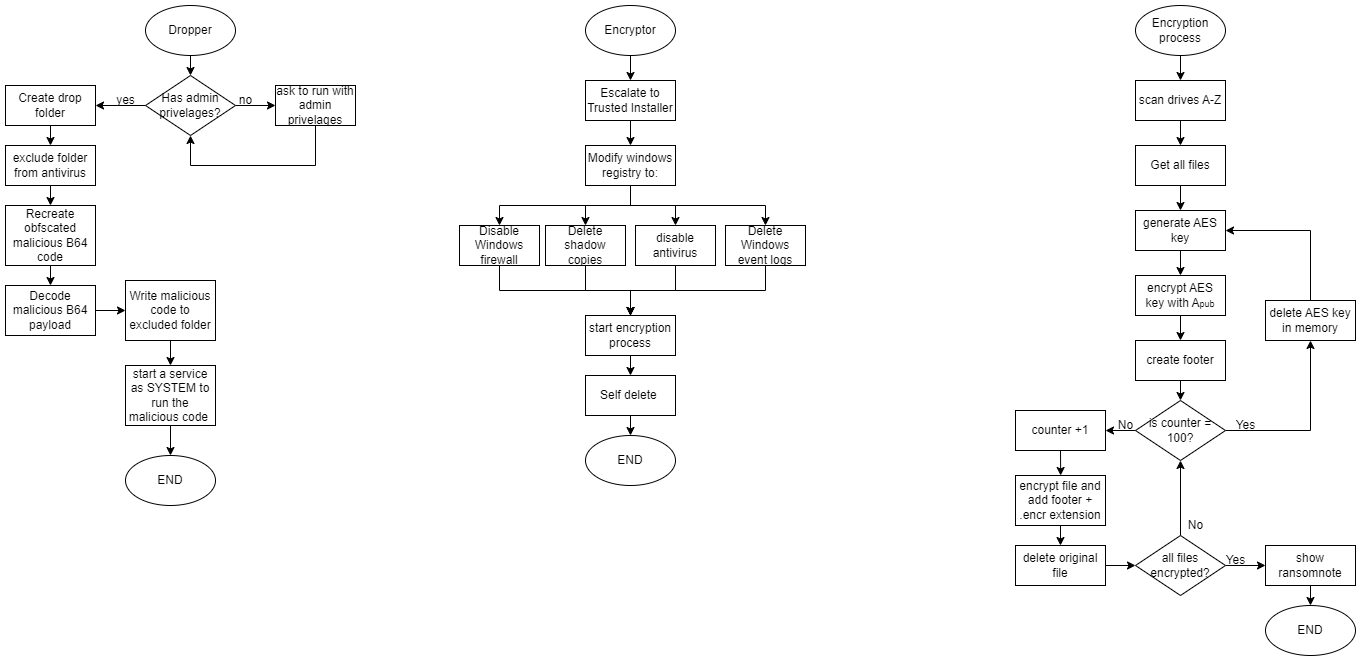 Dropper
Has admin
privelages?
yes
no
Create drop
folder
ask to run with
admin
privelages
exclude folder
from antivirus
Recreate
obfscated
malicious B64
code
Decode
malicious B64
payload
Write malicious
code to
excluded folder
start a service
as SYSTEM to
run the
malicious code
END
Encryptor
Escalate to
Trusted Installer
Modify windows
registry to:
Disable
Windows
firewall
Delete
shadow
copies
disable
antivirus
Delete
Windows
event logs
start encryption
process
Self delete
END
Encryption
process
scan drives A-Z
Get all files
generate AES
key
encrypt AES
key with Apub
create footer
is counter =
100?
No
Yes
delete AES key
in memory
counter +1
encrypt file and
add footer +
.encr extension
delete original
file
all files
encrypted?
No
Yes
show
ransomnote
END